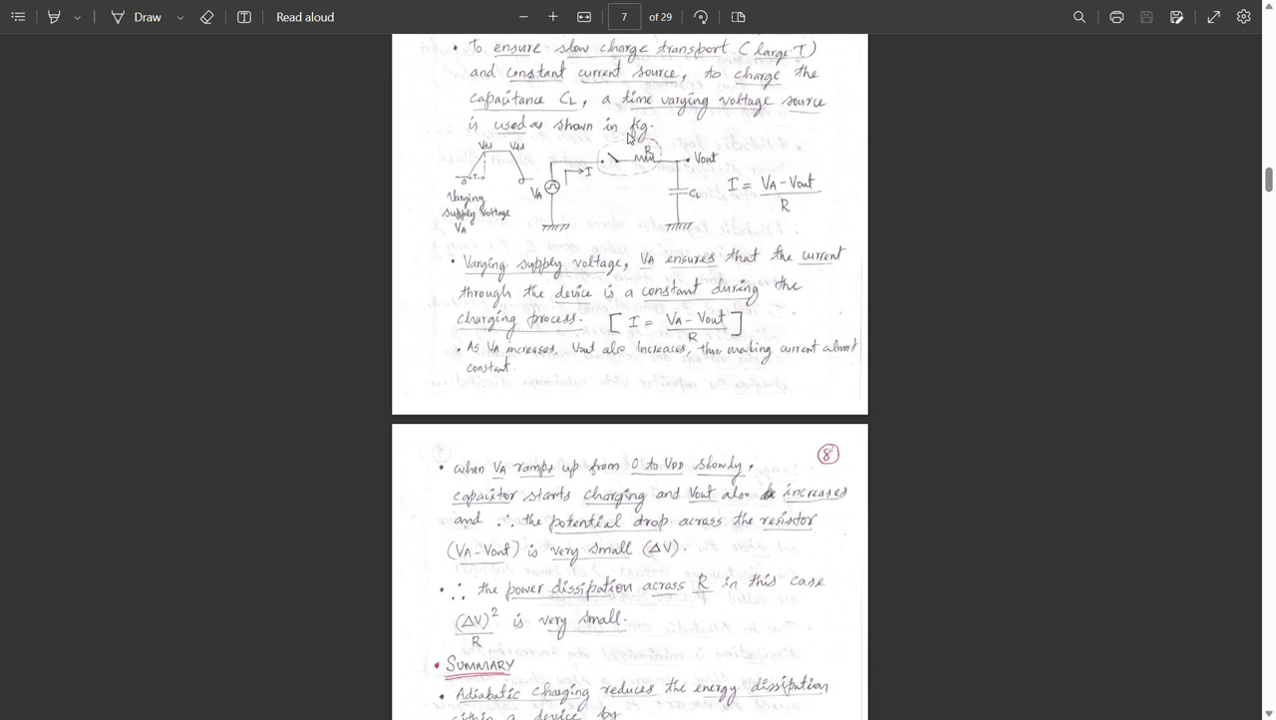 Draw
Read aloud
7
of 29
• To ensure slow charge transport (large T)
and constant current source, to charge the
capacitance CL, a time varying voltage source
is used as shown in fig.
R
Vout
I
VA
CL
I = VA - Vout
R
0
T
Varying
supply voltage
VA
• Varying supply voltage, VA ensures that the current
through the device is a constant during the
charging process. [ I = VA - Vout ]
R
• As VA increases, Vout also increases, thus making current almost
constant.
8
• when VA ramps up from 0 to VDD slowly,
capacitor starts charging and Vout also increases
and ∴ the potential drop across the resistor
(VA - Vout) is very small (ΔV).
• ∴ the power dissipation across R in this case
(ΔV)² is very small.
R
• SUMMARY
• Adiabatic charging reduces the energy dissipation
within a device by